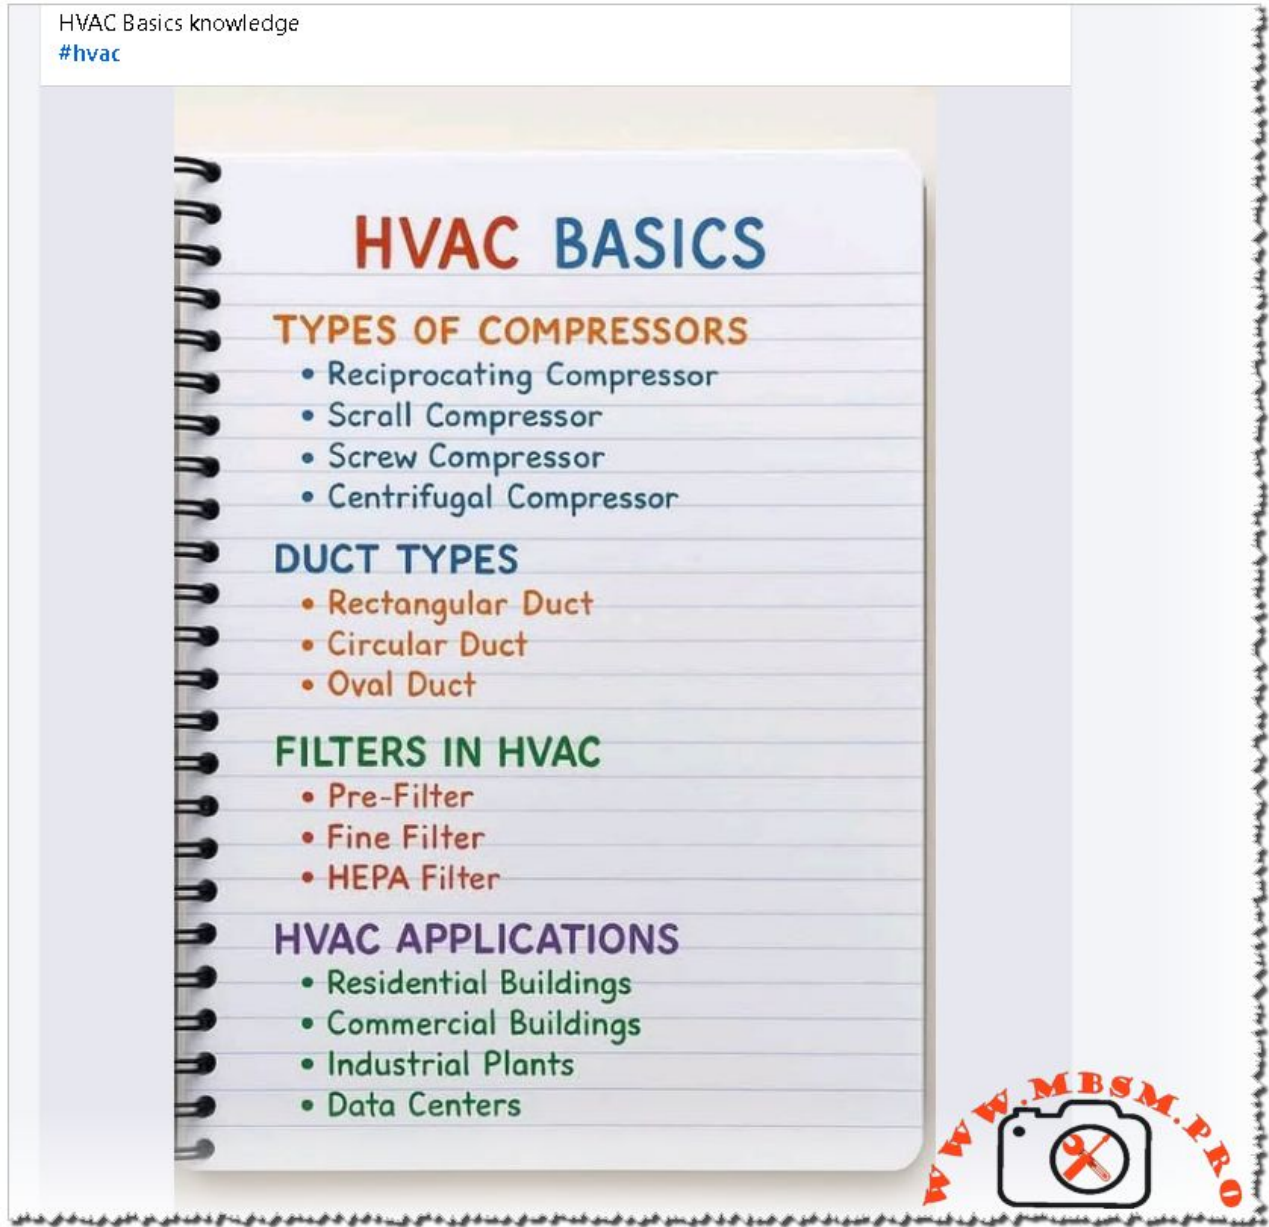 HVAC Basics knowledge
#hvac
HVAC BASICS
TYPES OF COMPRESSORS
• Reciprocating Compressor
• Scrall Compressor
• Screw Compressor
• Centrifugal Compressor
DUCT TYPES
• Rectangular Duct
• Circular Duct
• Oval Duct
FILTERS IN HVAC
• Pre-Filter
• Fine Filter
• HEPA Filter
HVAC APPLICATIONS
• Residential Buildings
• Commercial Buildings
• Industrial Plants
• Data Centers
WWW.MBSM.PRO